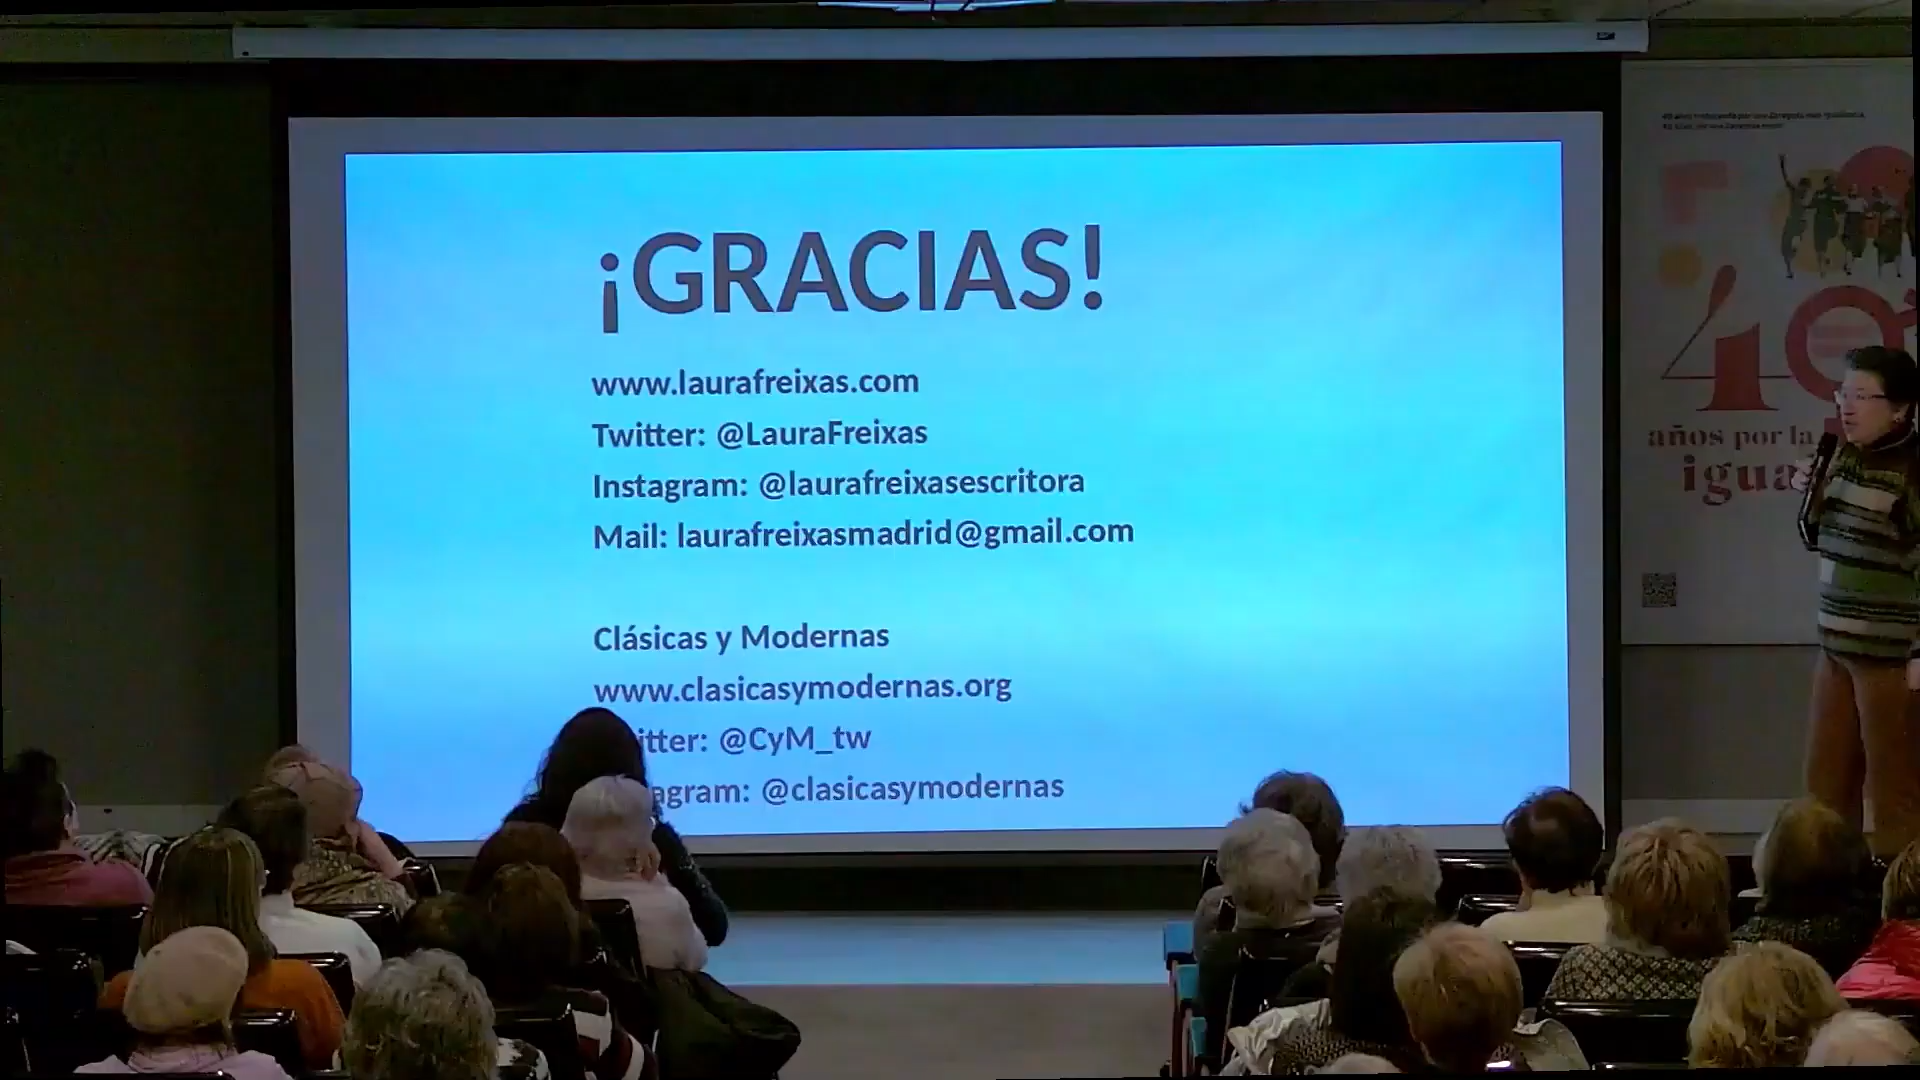 ¡GRACIAS!
www.laurafreixas.com
Twitter: @LauraFreixas
Instagram: @laurafreixasescritora
Mail: laurafreixasmadrid@gmail.com
Clásicas y Modernas
www.clasicasymodernas.org
itter: @CyM_tw
agram: @clasicasymodernas
40
años por la
igua